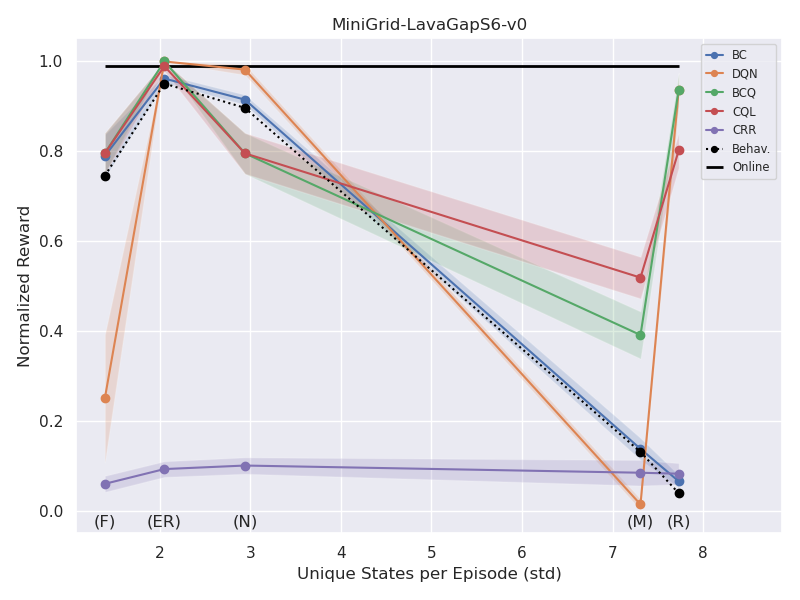 MiniGrid-LavaGapS6-v0
Normalized Reward
1.0
0.8
0.6
0.4
0.2
0.0
BC
DQN
BCQ
CQL
CRR
Behav.
Online
(F) (ER) (N) (M) (R)
2 3 4 5 6 7 8
Unique States per Episode (std)